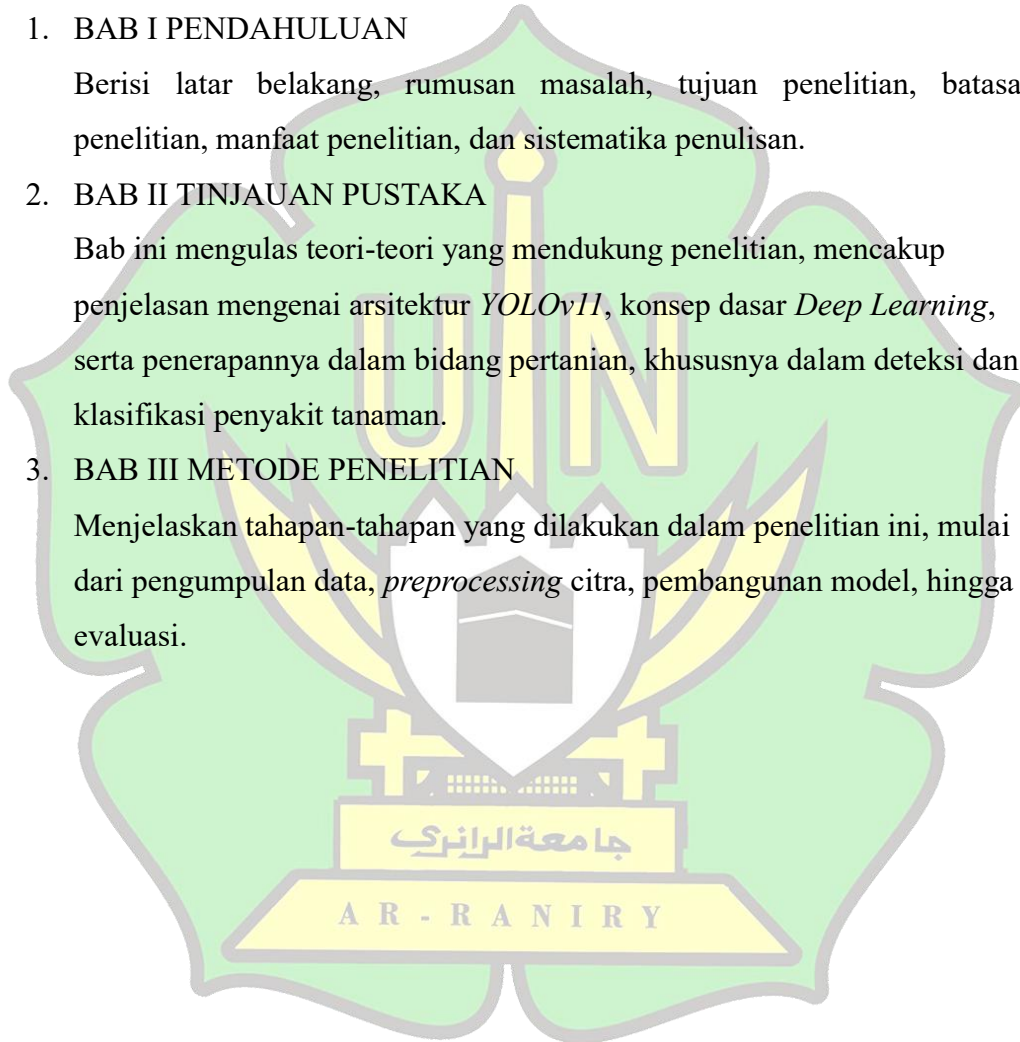 1. BAB I PENDAHULUAN
Berisi latar belakang, rumusan masalah, tujuan penelitian, batasa
penelitian, manfaat penelitian, dan sistematika penulisan.
2. BAB II TINJAUAN PUSTAKA
Bab ini mengulas teori-teori yang mendukung penelitian, mencakup
penjelasan mengenai arsitektur YOLOv11, konsep dasar Deep Learning,
serta penerapannya dalam bidang pertanian, khususnya dalam deteksi dan
klasifikasi penyakit tanaman.
3. BAB III METODE PENELITIAN
Menjelaskan tahapan-tahapan yang dilakukan dalam penelitian ini, mulai
dari pengumpulan data, preprocessing citra, pembangunan model, hingga
evaluasi.
UIN
جامعةالرانرك
AR-RANIRY